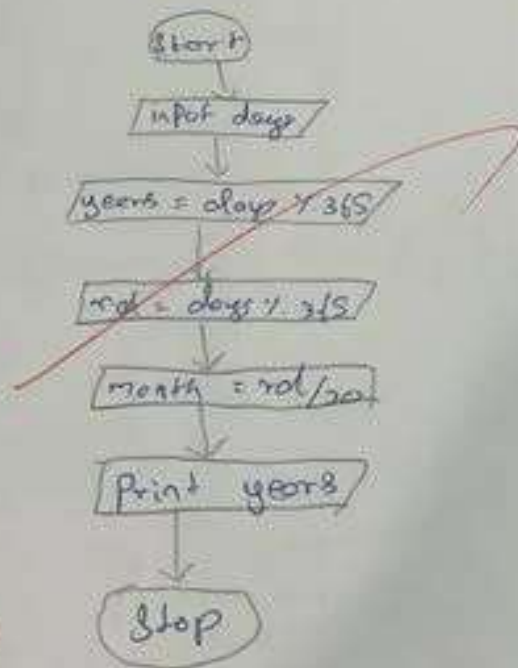 Start
input days
years = days % 365
rd = days % 365
month = rd/30
Print years
Stop